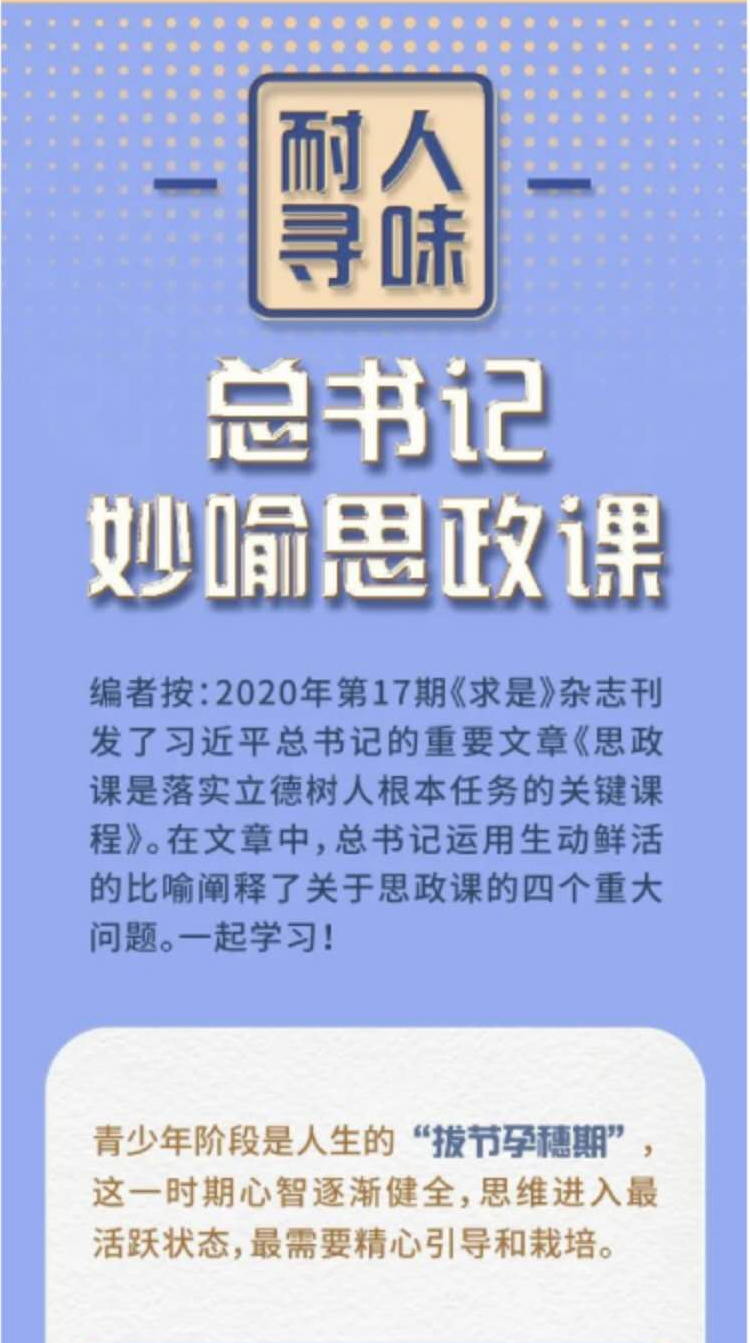 耐人
寻味
总书记
妙喻思政课
编者按：2020年第17期《求是》杂志刊
发了习近平总书记的重要文章《思政
课是落实立德树人根本任务的关键课
程》。在文章中，总书记运用生动鲜活
的比喻阐释了关于思政课的四个重大
问题。一起学习！
青少年阶段是人生的“拔节孕穗期”，
这一时期心智逐渐健全，思维进入最
活跃状态，最需要精心引导和栽培。